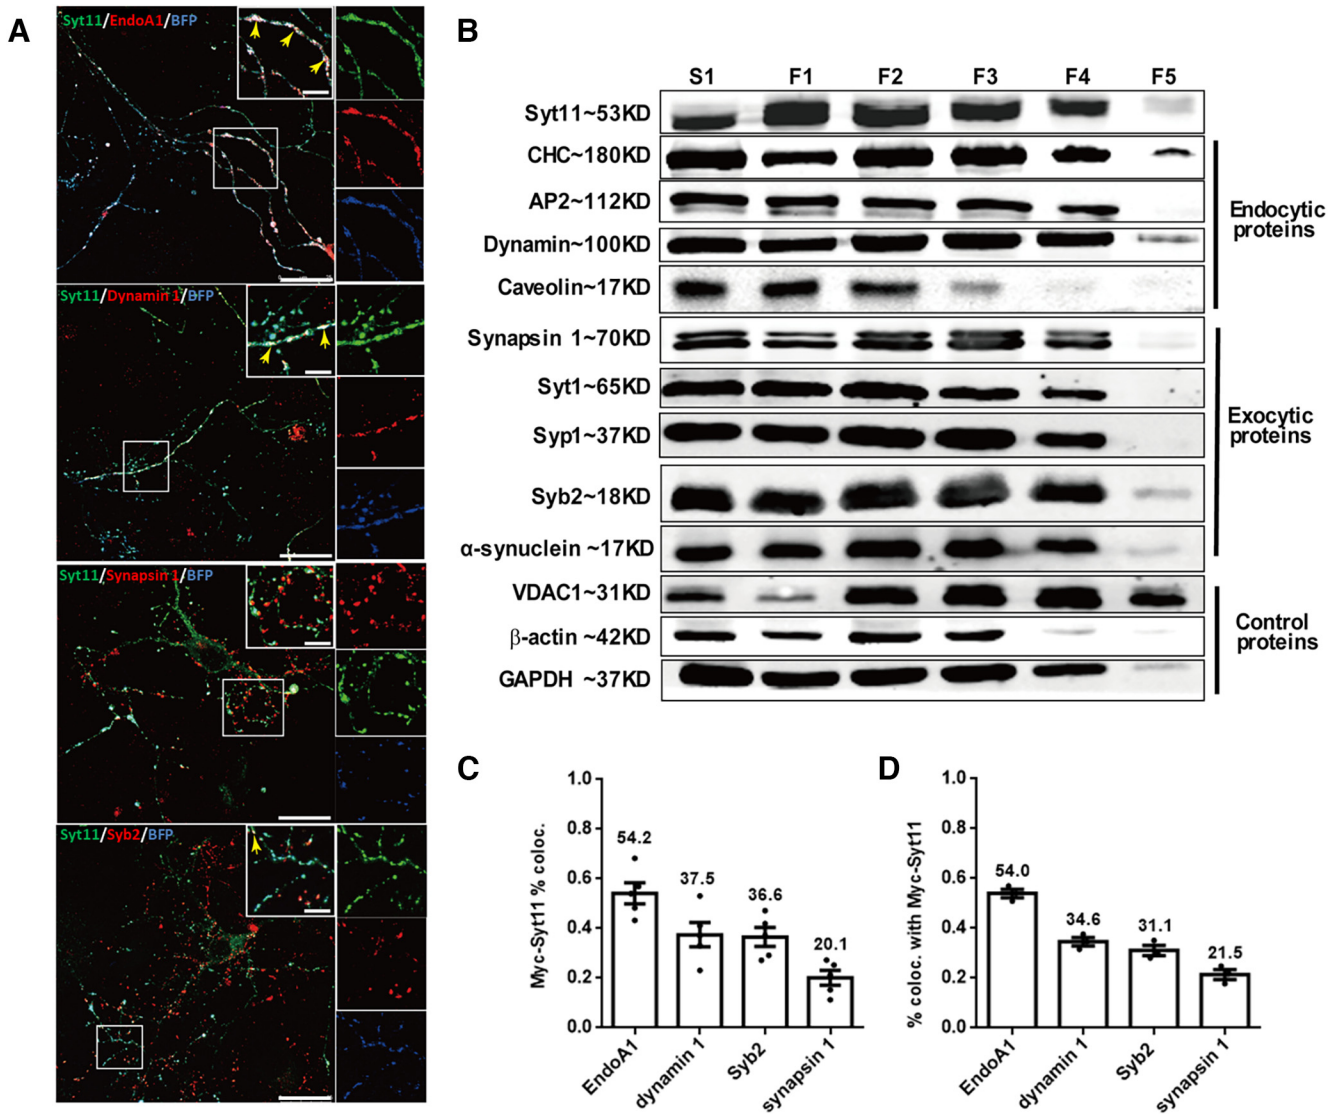 A
Syt11/EndoA1/BFP
Syt11/Dynamin 1/BFP
Syt11/Synapsin 1/BFP
Syt11/Syb2/BFP
B
S1 F1 F2 F3 F4 F5
Syt11~53KD
CHC~180KD
AP2~112KD
Dynamin~100KD
Caveolin~17KD
Endocytic
proteins
Synapsin 1~70KD
Syt1~65KD
Syp1~37KD
Syb2~18KD
α-synuclein ~17KD
Exocytic
proteins
VDAC1~31KD
β-actin ~42KD
GAPDH ~37KD
Control
proteins
C
Myc-Syt11 % coloc.
1.0
0.8
0.6
0.4
0.2
0.0
54.2
37.5
36.6
20.1
EndoA1
dynamin 1
Syb2
synapsin 1
D
% coloc. with Myc-Syt11
1.0
0.8
0.6
0.4
0.2
0.0
54.0
34.6
31.1
21.5
EndoA1
dynamin 1
Syb2
synapsin 1